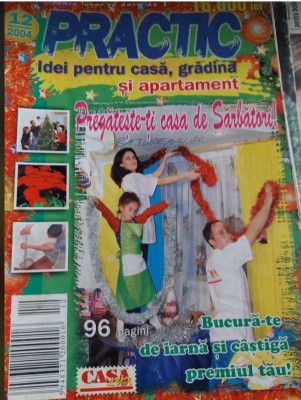 16.000 lei
12
2004
PRACTIC
Idei pentru casă, grădină
și apartament
Pregătește-ți casa de Sărbători!
96 pagini
Bucură-te
de iarnă și câștigă
premiul tău!
CASA